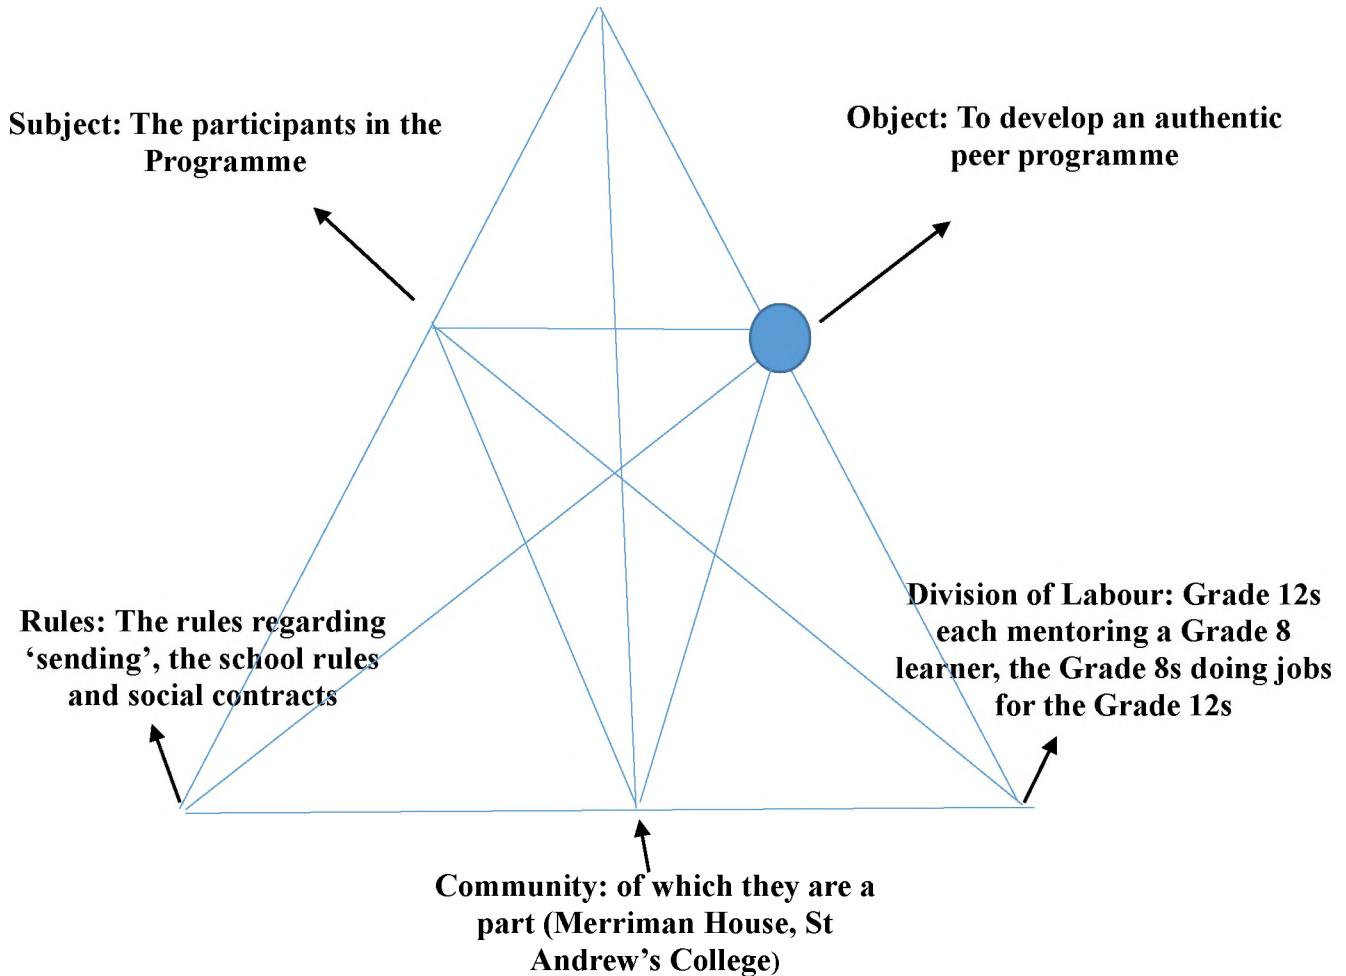 Subject: The participants in the
Programme
Object: To develop an authentic
peer programme
Rules: The rules regarding
‘sending’, the school rules
and social contracts
Division of Labour: Grade 12s
each mentoring a Grade 8
learner, the Grade 8s doing jobs
for the Grade 12s
Community: of which they are a
part (Merriman House, St
Andrew’s College)